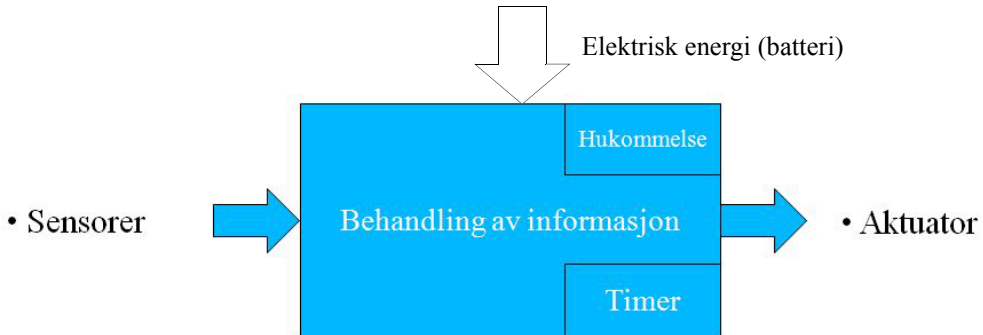 Elektrisk energi (batteri)
Hukommelse
• Sensorer
Behandling av informasjon
• Aktuator
Timer